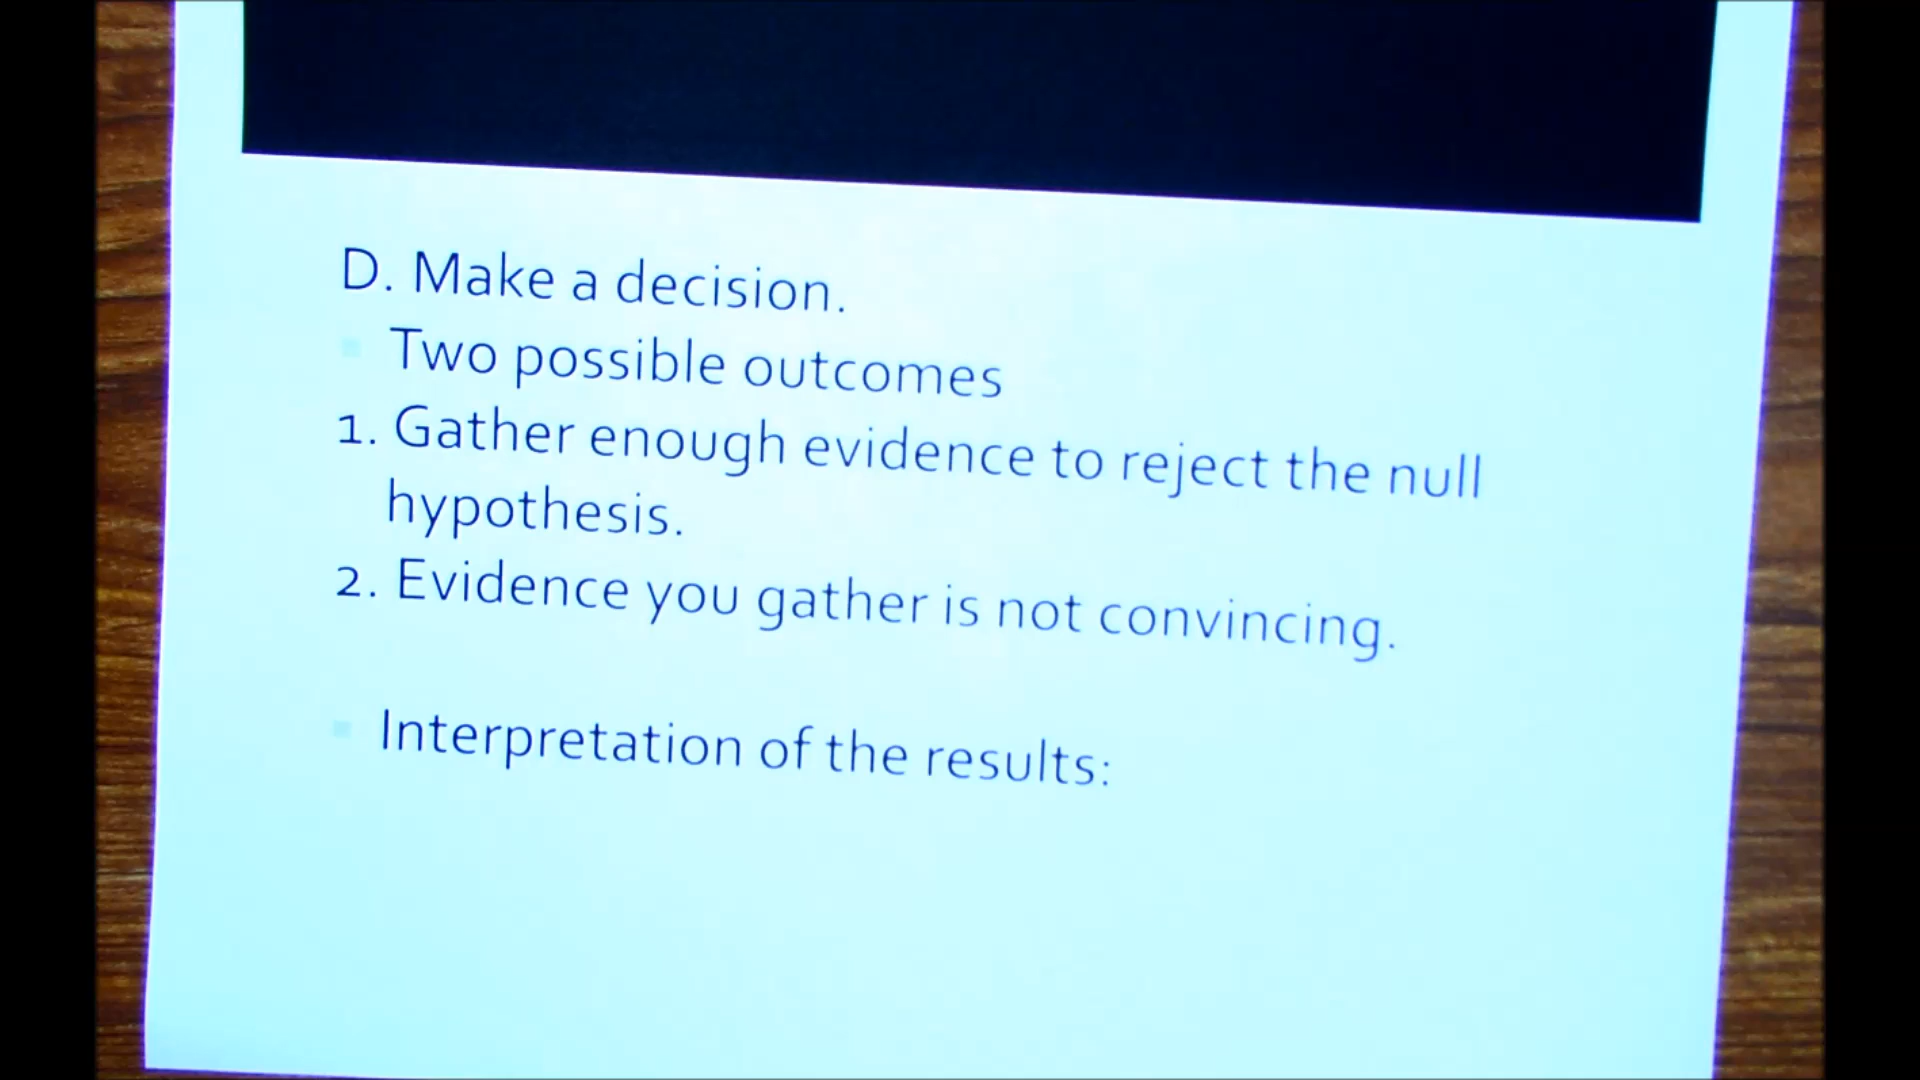 D. Make a decision.
Two possible outcomes
1. Gather enough evidence to reject the null
hypothesis.
2. Evidence you gather is not convincing.
Interpretation of the results: